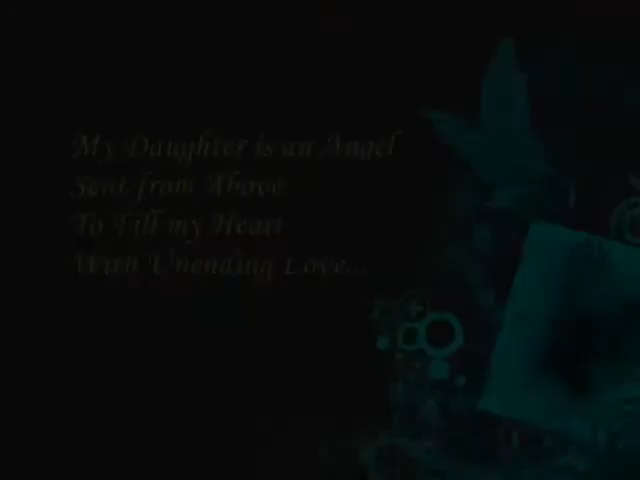 My Daughter is an Angel
Sent from Above
To Fill my Heart
With Unending Love...